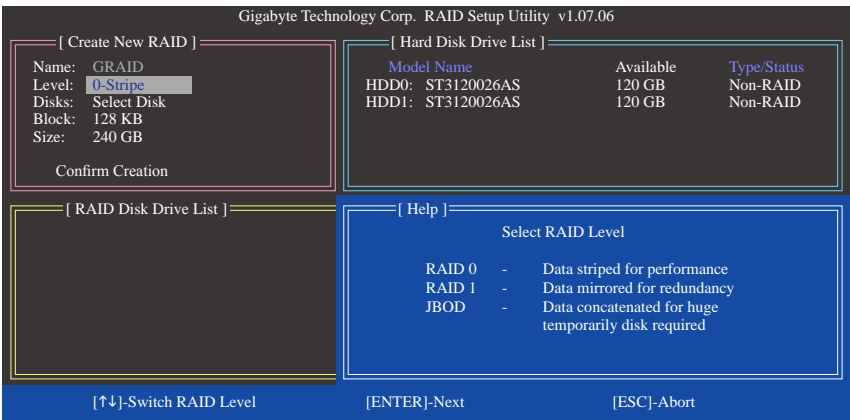 Gigabyte Technology Corp. RAID Setup Utility v1.07.06
[ Create New RAID ]
Name: GRAID
Level: 0-Stripe
Disks: Select Disk
Block: 128 KB
Size: 240 GB
Confirm Creation
[ Hard Disk Drive List ]
Model Name Available Type/Status
HDD0: ST3120026AS 120 GB Non-RAID
HDD1: ST3120026AS 120 GB Non-RAID
[ RAID Disk Drive List ]
[ Help ]
Select RAID Level
RAID 0 - Data striped for performance
RAID 1 - Data mirrored for redundancy
JBOD - Data concatenated for huge
temporarily disk required
[↑↓]-Switch RAID Level [ENTER]-Next [ESC]-Abort